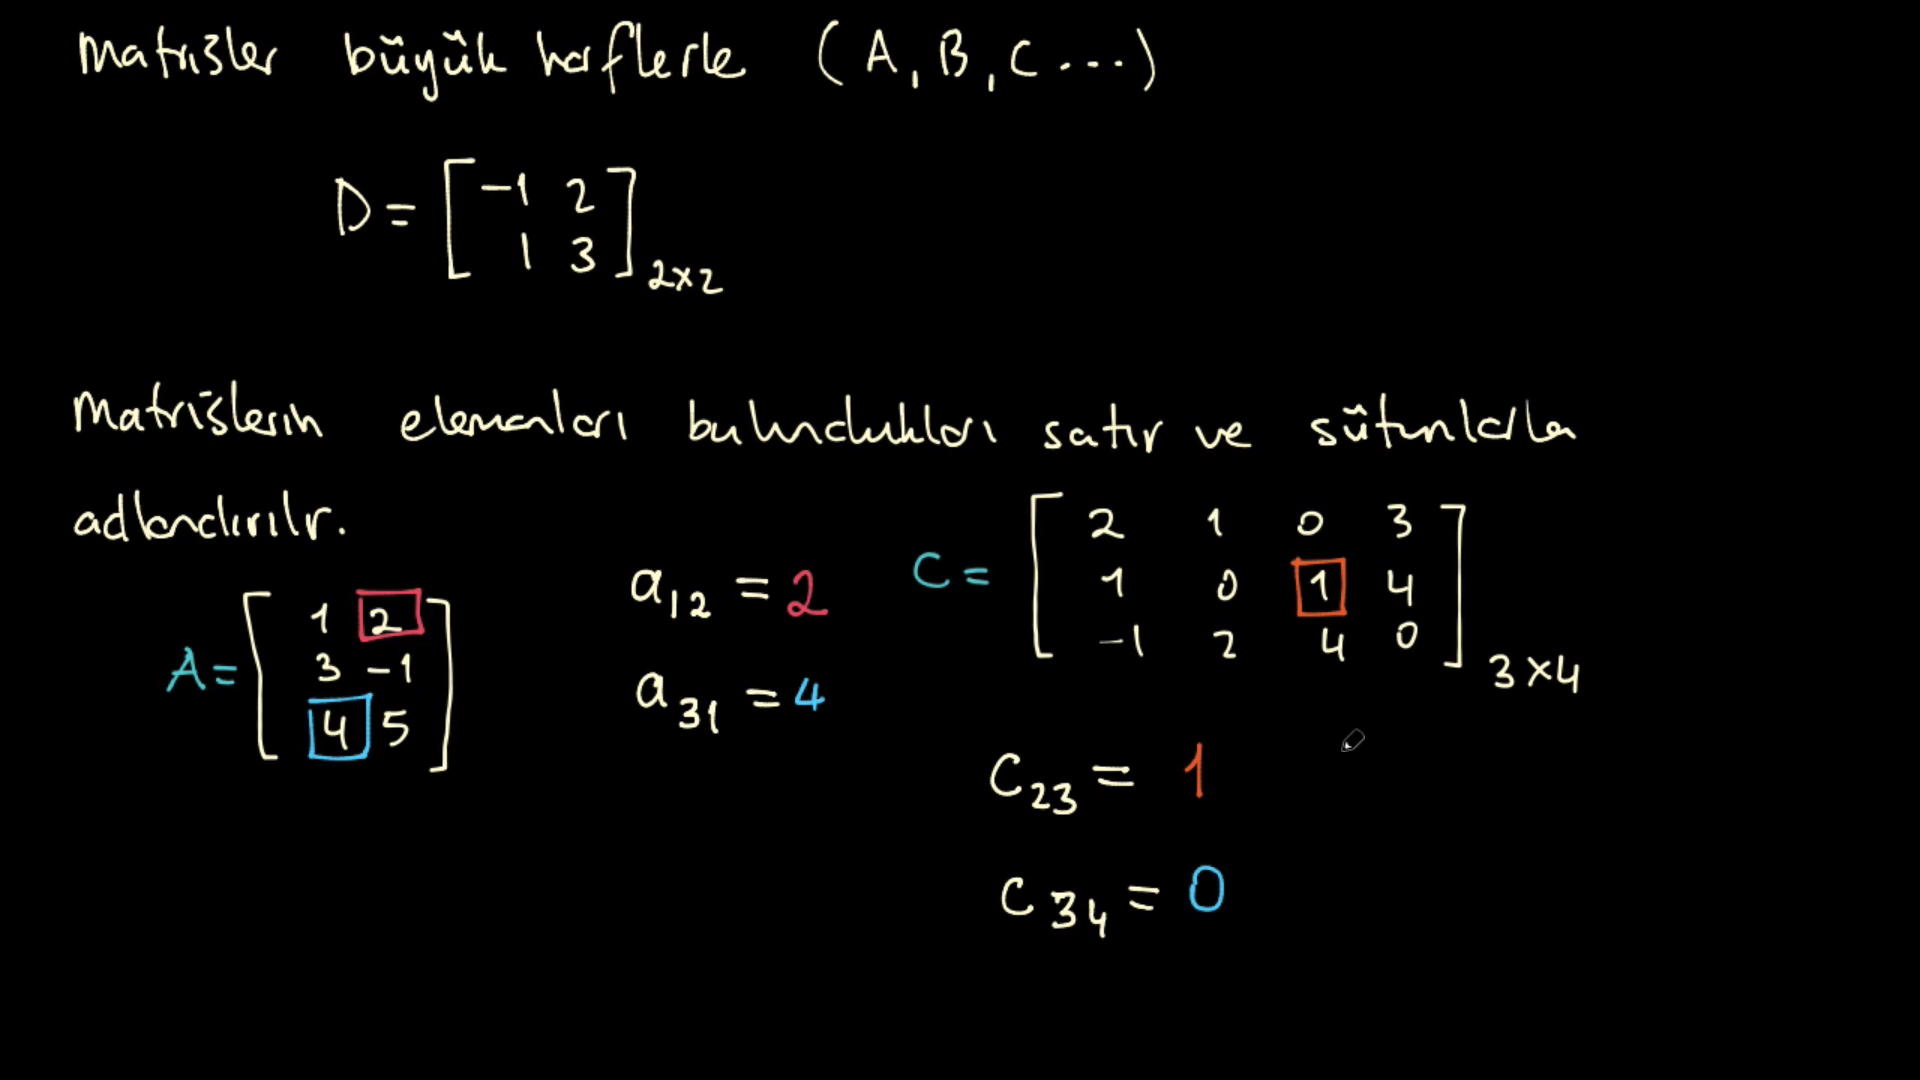 Matrisler büyük harflerle (A, B, C ...)
D = [ -1 2
1 3 ] 2x2
Matrislerin elemanları bulundukları satır ve sütunlarla
adlandırılır.
A = [ 1 2
3 -1
4 5 ]
a12 = 2
a31 = 4
C = [ 2 1 0 3
1 0 1 4
-1 2 4 0 ] 3x4
C23 = 1
C34 = 0